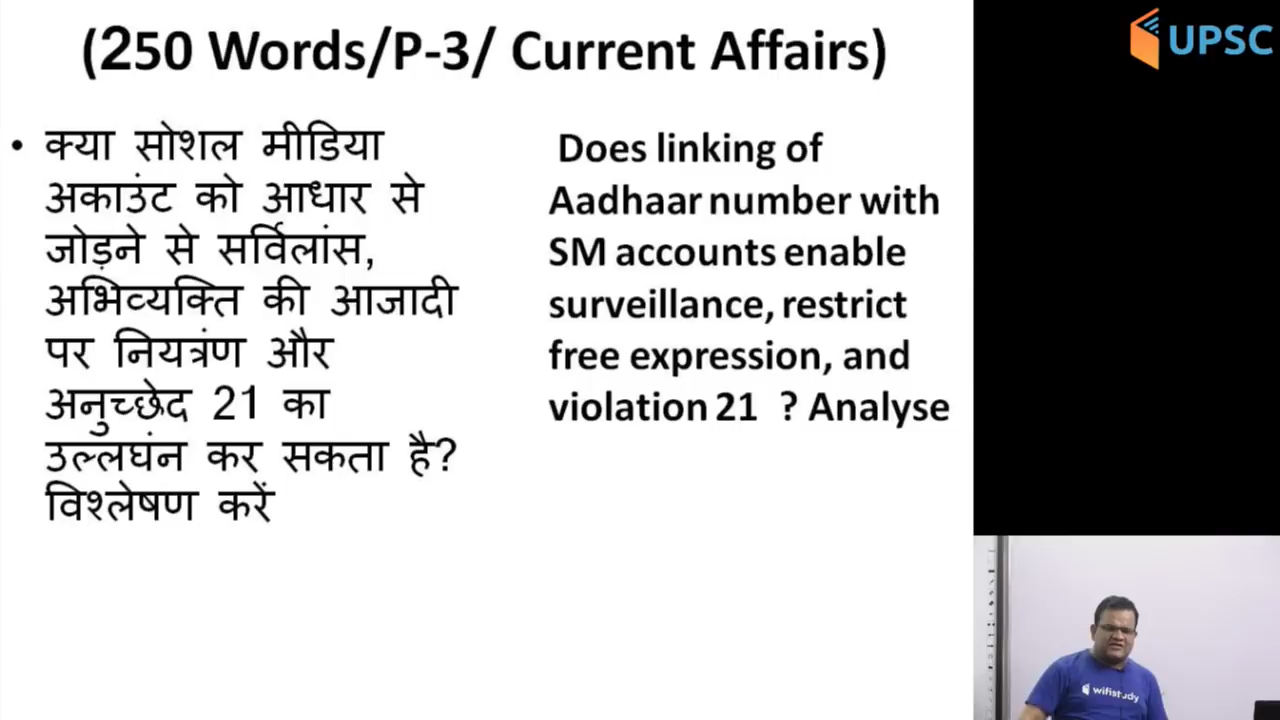 (250 Words/P-3/ Current Affairs)
UPSC
• क्या सोशल मीडिया
अकाउंट को आधार से
जोड़ने से सर्विलांस,
अभिव्यक्ति की आजादी
पर नियत्रंण और
अनुच्छेद 21 का
उल्लघंन कर सकता है?
विश्लेषण करें
Does linking of
Aadhaar number with
SM accounts enable
surveillance, restrict
free expression, and
violation 21 ? Analyse
wifistudy